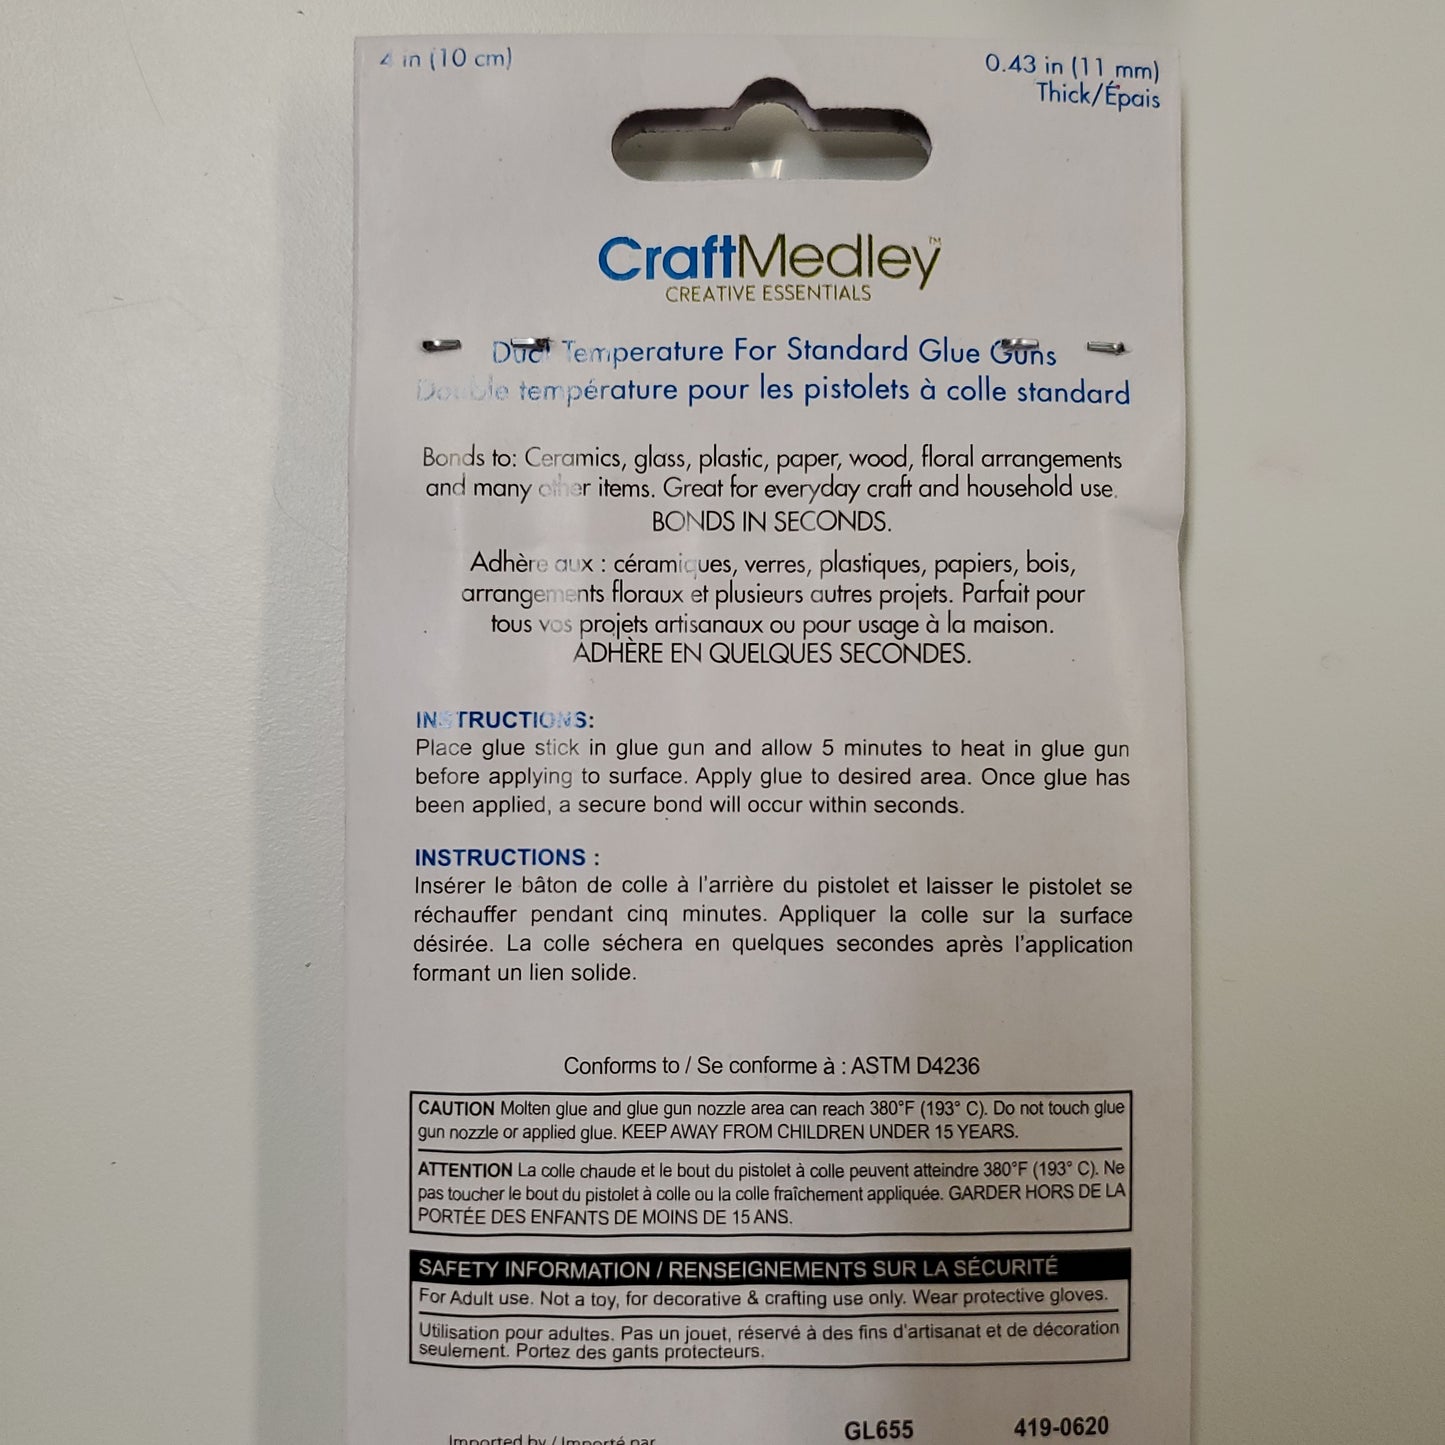 4 in (10 cm)
0.43 in (11 mm)
Thick/Épais
CraftMedley™
CREATIVE ESSENTIALS
Dual Temperature For Standard Glue Guns
Double température pour les pistolets à colle standard
Bonds to: Ceramics, glass, plastic, paper, wood, floral arrangements
and many other items. Great for everyday craft and household use.
BONDS IN SECONDS.
Adhère aux : céramiques, verres, plastiques, papiers, bois,
arrangements floraux et plusieurs autres projets. Parfait pour
tous vos projets artisanaux ou pour usage à la maison.
ADHÈRE EN QUELQUES SECONDES.
INSTRUCTIONS:
Place glue stick in glue gun and allow 5 minutes to heat in glue gun
before applying to surface. Apply glue to desired area. Once glue has
been applied, a secure bond will occur within seconds.
INSTRUCTIONS :
Insérer le bâton de colle à l'arrière du pistolet et laisser le pistolet se
réchauffer pendant cinq minutes. Appliquer la colle sur la surface
désirée. La colle séchera en quelques secondes après l'application
formant un lien solide.
Conforms to / Se conforme à : ASTM D4236
CAUTION Molten glue and glue gun nozzle area can reach 380°F (193° C). Do not touch glue
gun nozzle or applied glue. KEEP AWAY FROM CHILDREN UNDER 15 YEARS.
ATTENTION La colle chaude et le bout du pistolet à colle peuvent atteindre 380°F (193° C). Ne
pas toucher le bout du pistolet à colle ou la colle fraîchement appliquée. GARDER HORS DE LA
PORTÉE DES ENFANTS DE MOINS DE 15 ANS.
SAFETY INFORMATION / RENSEIGNEMENTS SUR LA SÉCURITÉ
For Adult use. Not a toy, for decorative & crafting use only. Wear protective gloves.
Utilisation pour adultes. Pas un jouet, réservé à des fins d'artisanat et de décoration
seulement. Portez des gants protecteurs.
GL655 419-0620
Imported by / Importé par